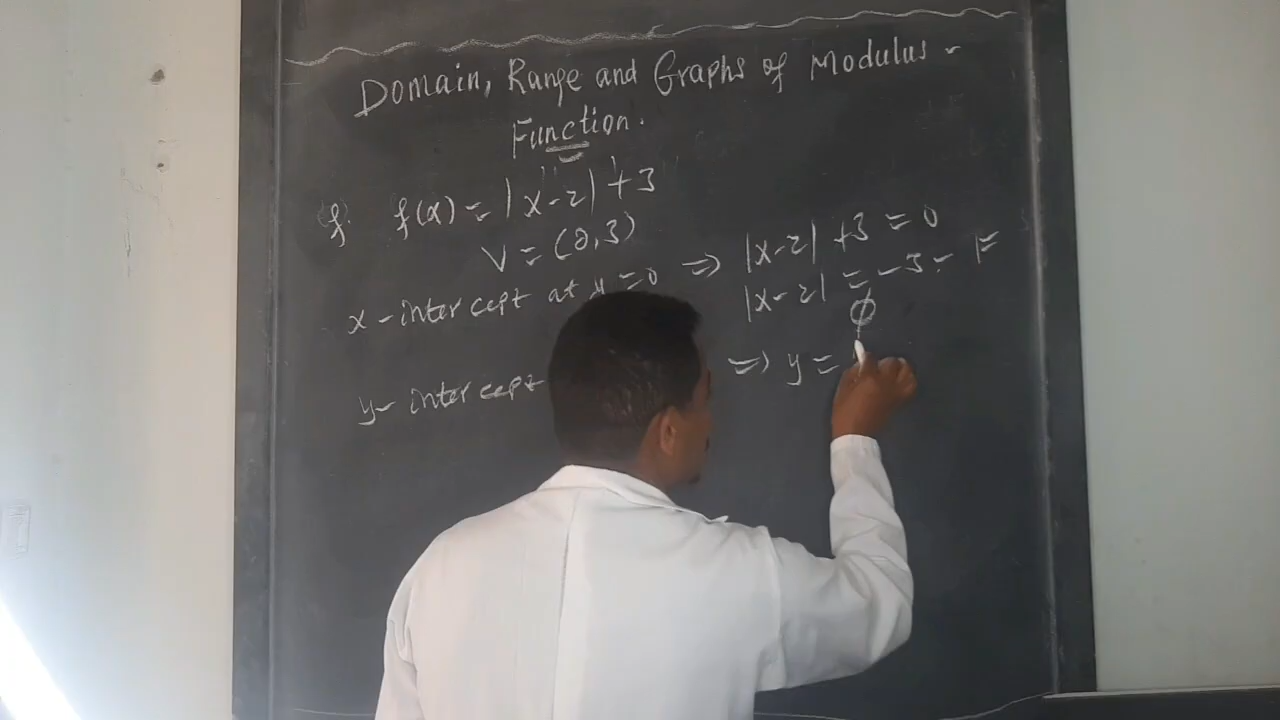 Domain, Range and Graphs of Modulus -
Function.
f. f(x) = |x-2| +3
V = (2,3)
x-intercept at y=0 => |x-2| +3 = 0
|x-2| = -3
ϕ
y-intercept => y =